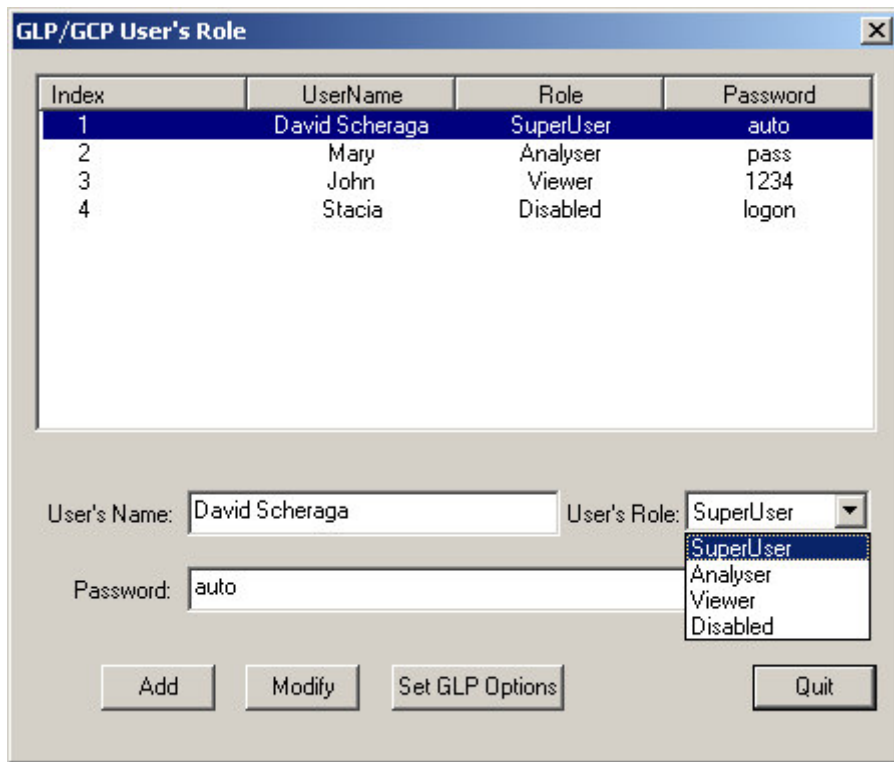 GLP/GCP User's Role
Index UserName Role Password
1 David Scheraga SuperUser auto
2 Mary Analyser pass
3 John Viewer 1234
4 Stacia Disabled logon
User's Name: David Scheraga User's Role: SuperUser
SuperUser
Analyser
Viewer
Disabled
Password: auto
Add Modify Set GLP Options Quit